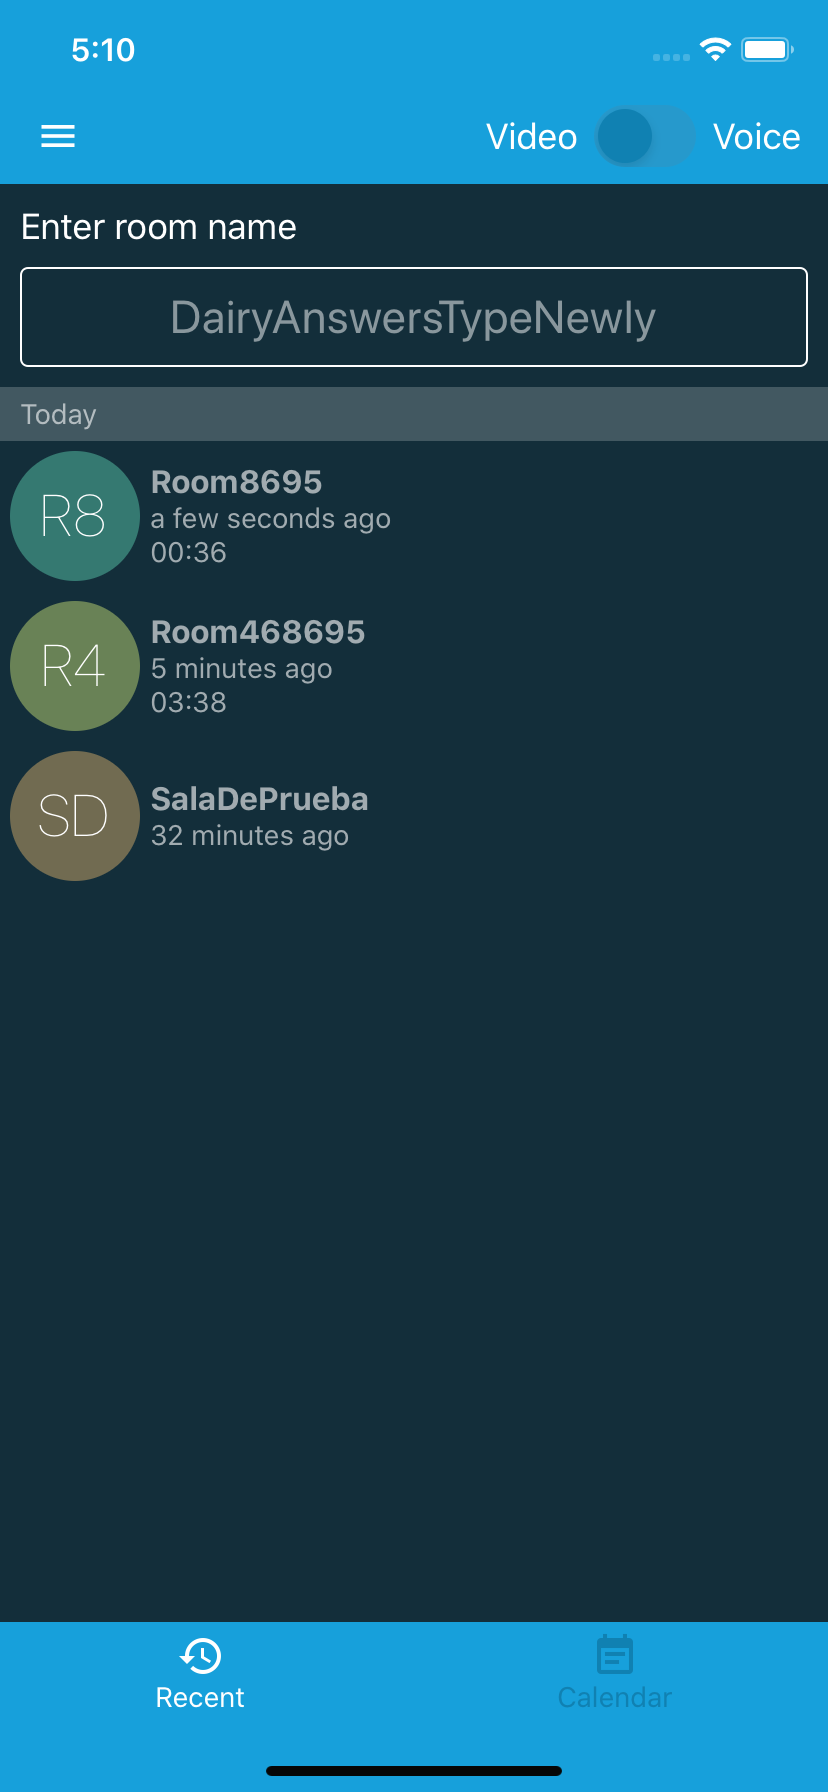 5:10
Video Voice
Enter room name
DairyAnswersTypeNewly
Today
R8
Room8695
a few seconds ago
00:36
R4
Room468695
5 minutes ago
03:38
SD
SalaDePrueba
32 minutes ago
Recent Calendar